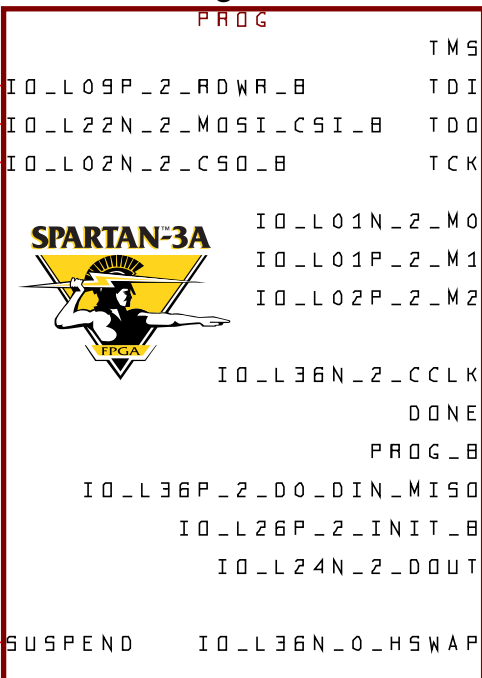 PROG
TMS
IO_L09P_2_RDWR_B TDI
IO_L22N_2_MOSI_CSI_B TDO
IO_L02N_2_CSO_B TCK
SPARTAN™-3A
FPGA
IO_L01N_2_M0
IO_L01P_2_M1
IO_L02P_2_M2
IO_L36N_2_CCLK
DONE
PROG_B
IO_L36P_2_D0_DIN_MISO
IO_L26P_2_INIT_B
IO_L24N_2_DOUT
SUSPEND IO_L36N_0_HSWAP